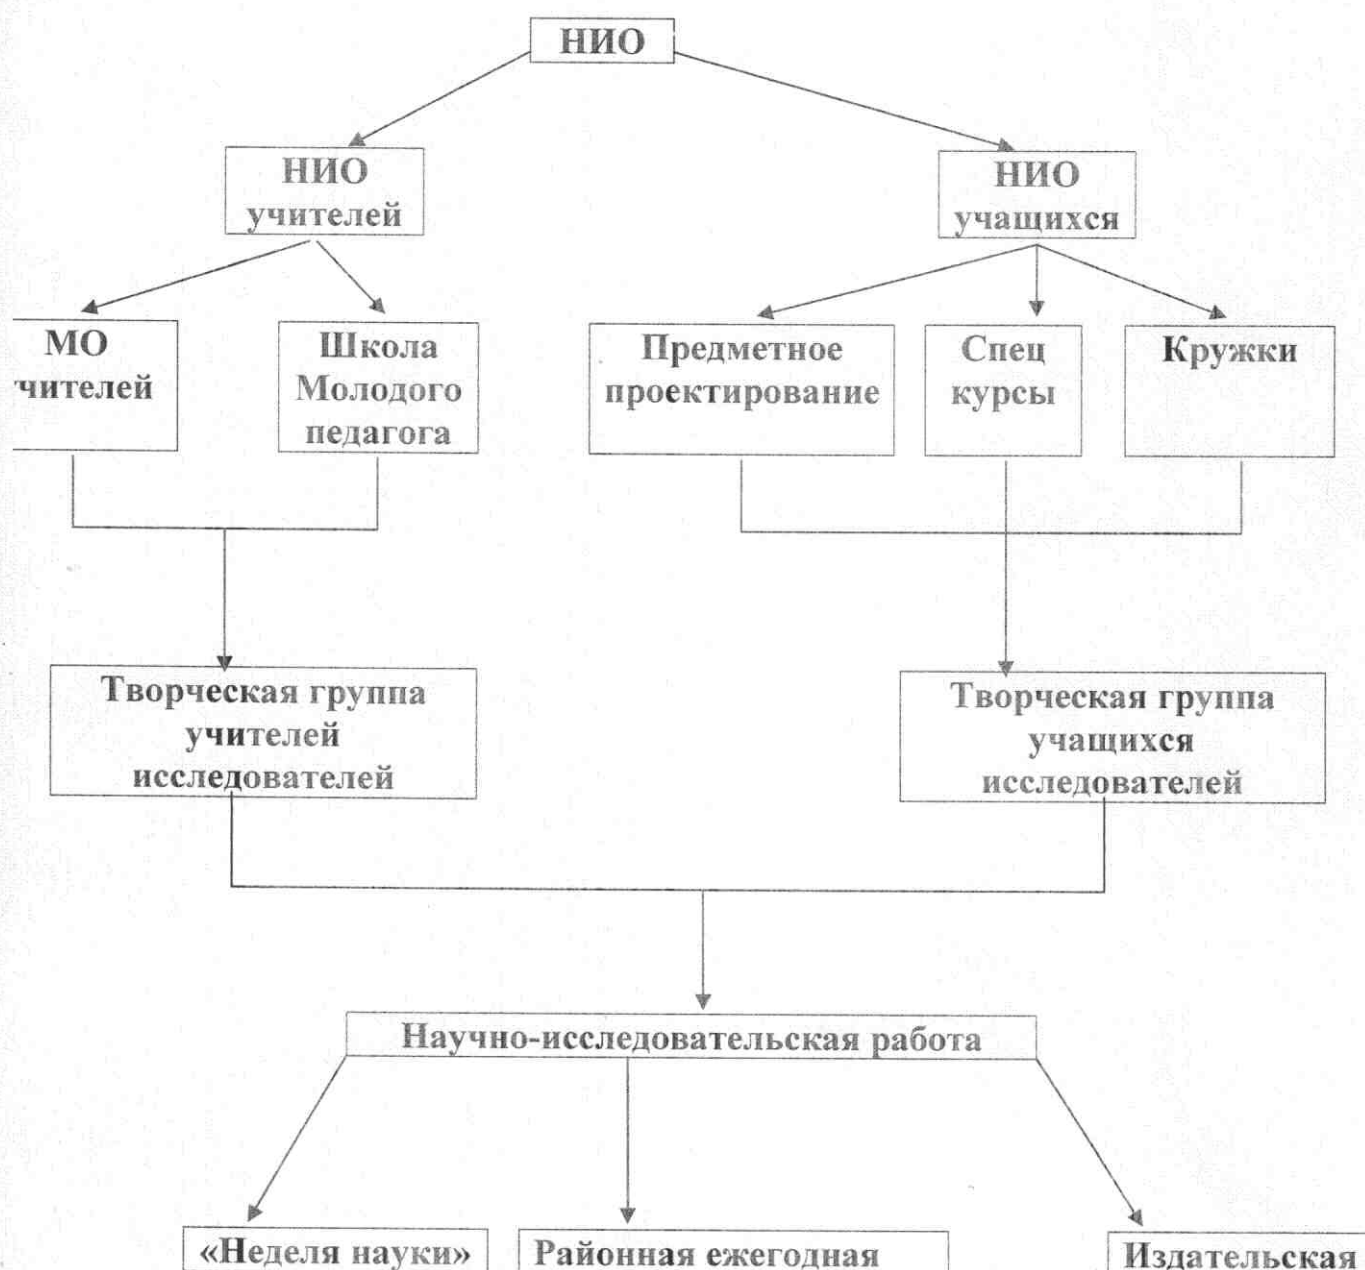 НИО
НИО
учителей
НИО
учащихся
МО
чителей
Школа
Молодого
педагога
Предметное
проектирование
Спец
курсы
Кружки
Творческая группа
учителей
исследователей
Творческая группа
учащихся
исследователей
Научно-исследовательская работа
«Неделя науки»
Районная ежегодная
Издательская